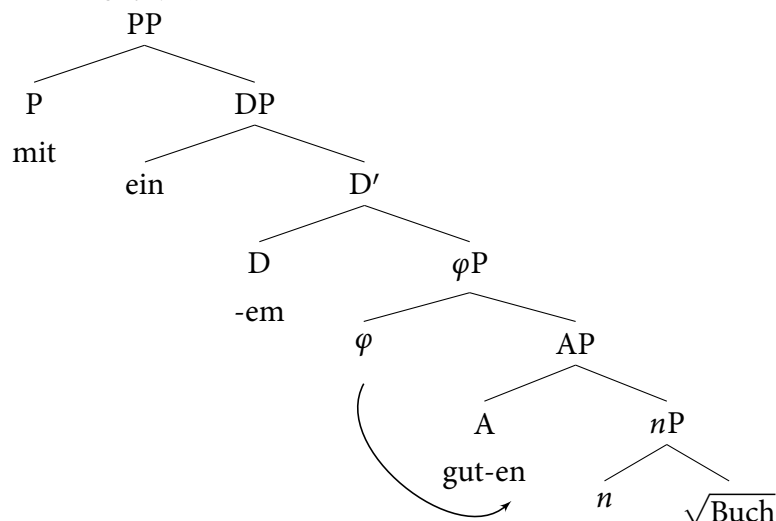 PP
P DP
mit
ein D′
D φP
-em
φ AP
A nP
gut-en
n √Buch